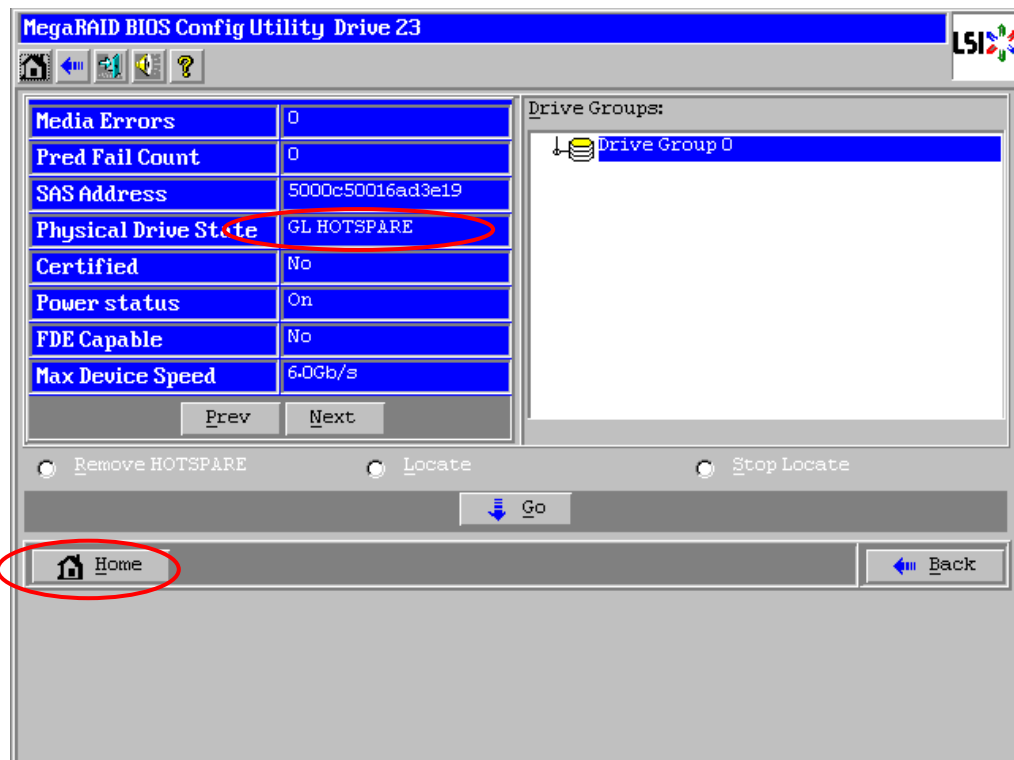 MegaRAID BIOS Config Utility Drive 23
LSI
Media Errors 0
Pred Fail Count 0
SAS Address 5000c50016ad3e19
Physical Drive State GL HOTSPARE
Certified No
Power status On
FDE Capable No
Max Device Speed 6.0Gb/s
Prev Next
Drive Groups:
Drive Group 0
Remove HOTSPARE Locate Stop Locate
Go
Home Back